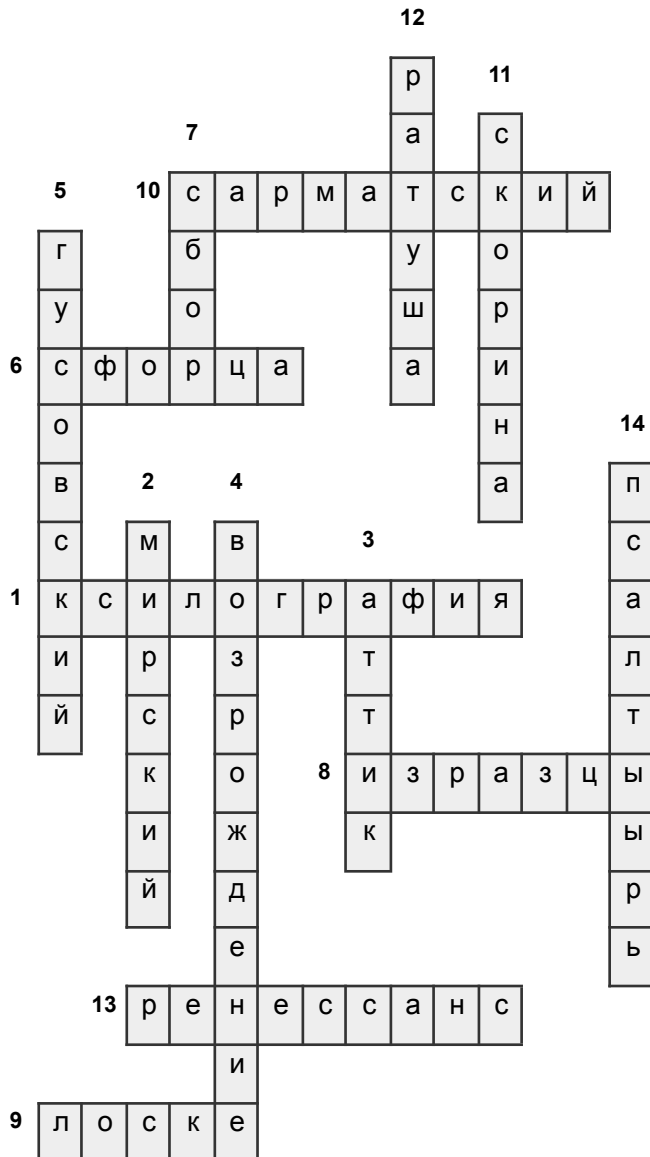 12
р 11
7 а с
5 10 с а р м а т с к и й
г б у о
у о ш р
6 с ф о р ц а а и
о н 14
в 2 4 а п
с м в 3 с
1 к с и л о г р а ф и я а
и р з т л
й с р т т
к о 8 и з р а з ц ы
и ж к ы
й д р
е ь
13 р е н е с с а н с
и
9 л о с к е